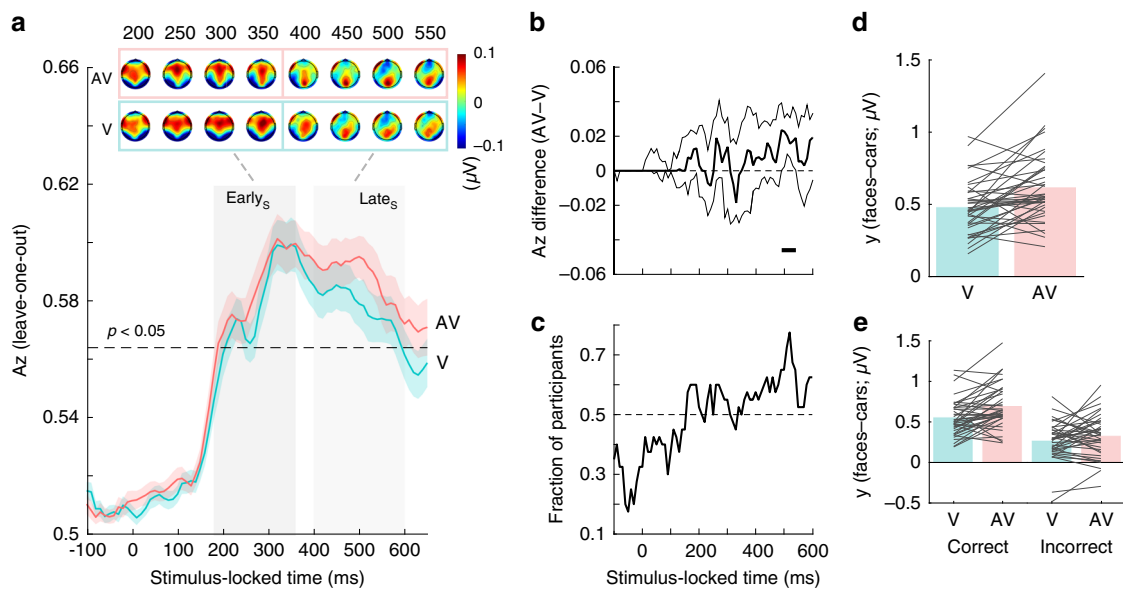 a
200 250 300 350 400 450 500 550
AV
V
0.1
0
–0.1
(µV)
0.66
0.62
0.58
0.54
0.5
Az (leave-one-out)
EarlyS
LateS
p < 0.05
AV
V
-100 0 100 200 300 400 500 600
Stimulus-locked time (ms)
b
0.06
0.02
0
–0.02
–0.06
Az difference (AV–V)
c
0.7
0.5
0.3
0.1
Fraction of participants
0 200 400 600
Stimulus-locked time (ms)
d
1.5
1
0.5
0
y (faces–cars; µV)
V AV
e
1.5
1
0.5
0
–0.5
y (faces–cars; µV)
V AV V AV
Correct Incorrect